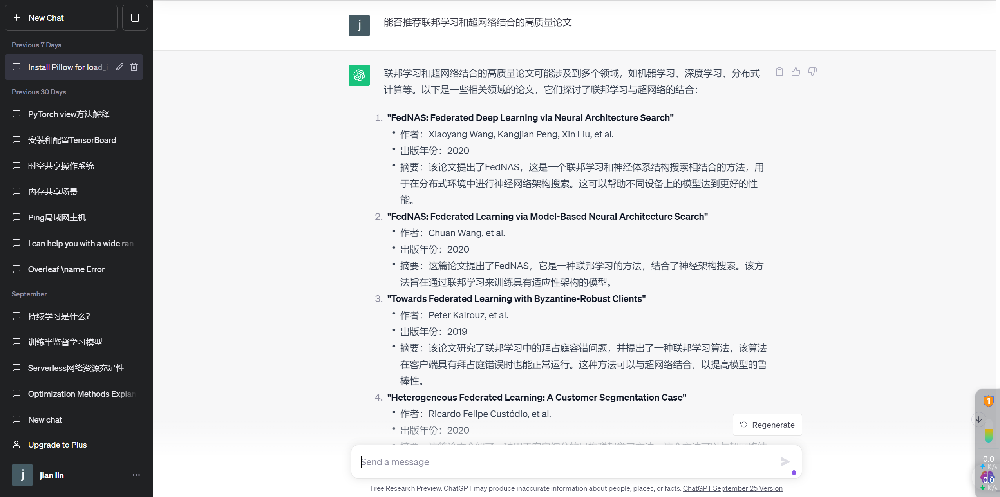 New Chat
Previous 7 Days
Install Pillow for load_i
Previous 30 Days
PyTorch view方法解释
安装和配置TensorBoard
时空共享操作系统
内存共享场景
Ping局域网主机
I can help you with a wide ran
Overleaf \name Error
September
持续学习是什么?
训练半监督学习模型
Serverless网络资源充足性
Optimization Methods Explan
New chat
Upgrade to Plus
j
jian lin
j
能否推荐联邦学习和超网络结合的高质量论文
联邦学习和超网络结合的高质量论文可能涉及到多个领域，如机器学习、深度学习、分布式
计算等。以下是一些相关领域的论文，它们探讨了联邦学习与超网络的结合：
1. "FedNAS: Federated Deep Learning via Neural Architecture Search"
• 作者：Xiaoyang Wang, Kangjian Peng, Xin Liu, et al.
• 出版年份：2020
• 摘要：该论文提出了FedNAS，这是一个联邦学习和神经体系结构搜索相结合的方法，用
于在分布式环境中进行神经网络架构搜索。这可以帮助不同设备上的模型达到更好的性
能。
2. "FedNAS: Federated Learning via Model-Based Neural Architecture Search"
• 作者：Chuan Wang, et al.
• 出版年份：2020
• 摘要：这篇论文提出了FedNAS，它是一种联邦学习的方法，结合了神经架构搜索。该方
法旨在通过联邦学习来训练具有适应性架构的模型。
3. "Towards Federated Learning with Byzantine-Robust Clients"
• 作者：Peter Kairouz, et al.
• 出版年份：2019
• 摘要：该论文研究了联邦学习中的拜占庭容错问题，并提出了一种联邦学习算法，该算法
在客户端具有拜占庭错误时也能正常运行。这种方法可以与超网络结合，以提高模型的鲁
棒性。
4. "Heterogeneous Federated Learning: A Customer Segmentation Case"
• 作者：Ricardo Felipe Custódio, et al.
• 出版年份：2020
Regenerate
Send a message
Free Research Preview. ChatGPT may produce inaccurate information about people, places, or facts. ChatGPT September 25 Version
1
0.0
K/s
0.0
K/s